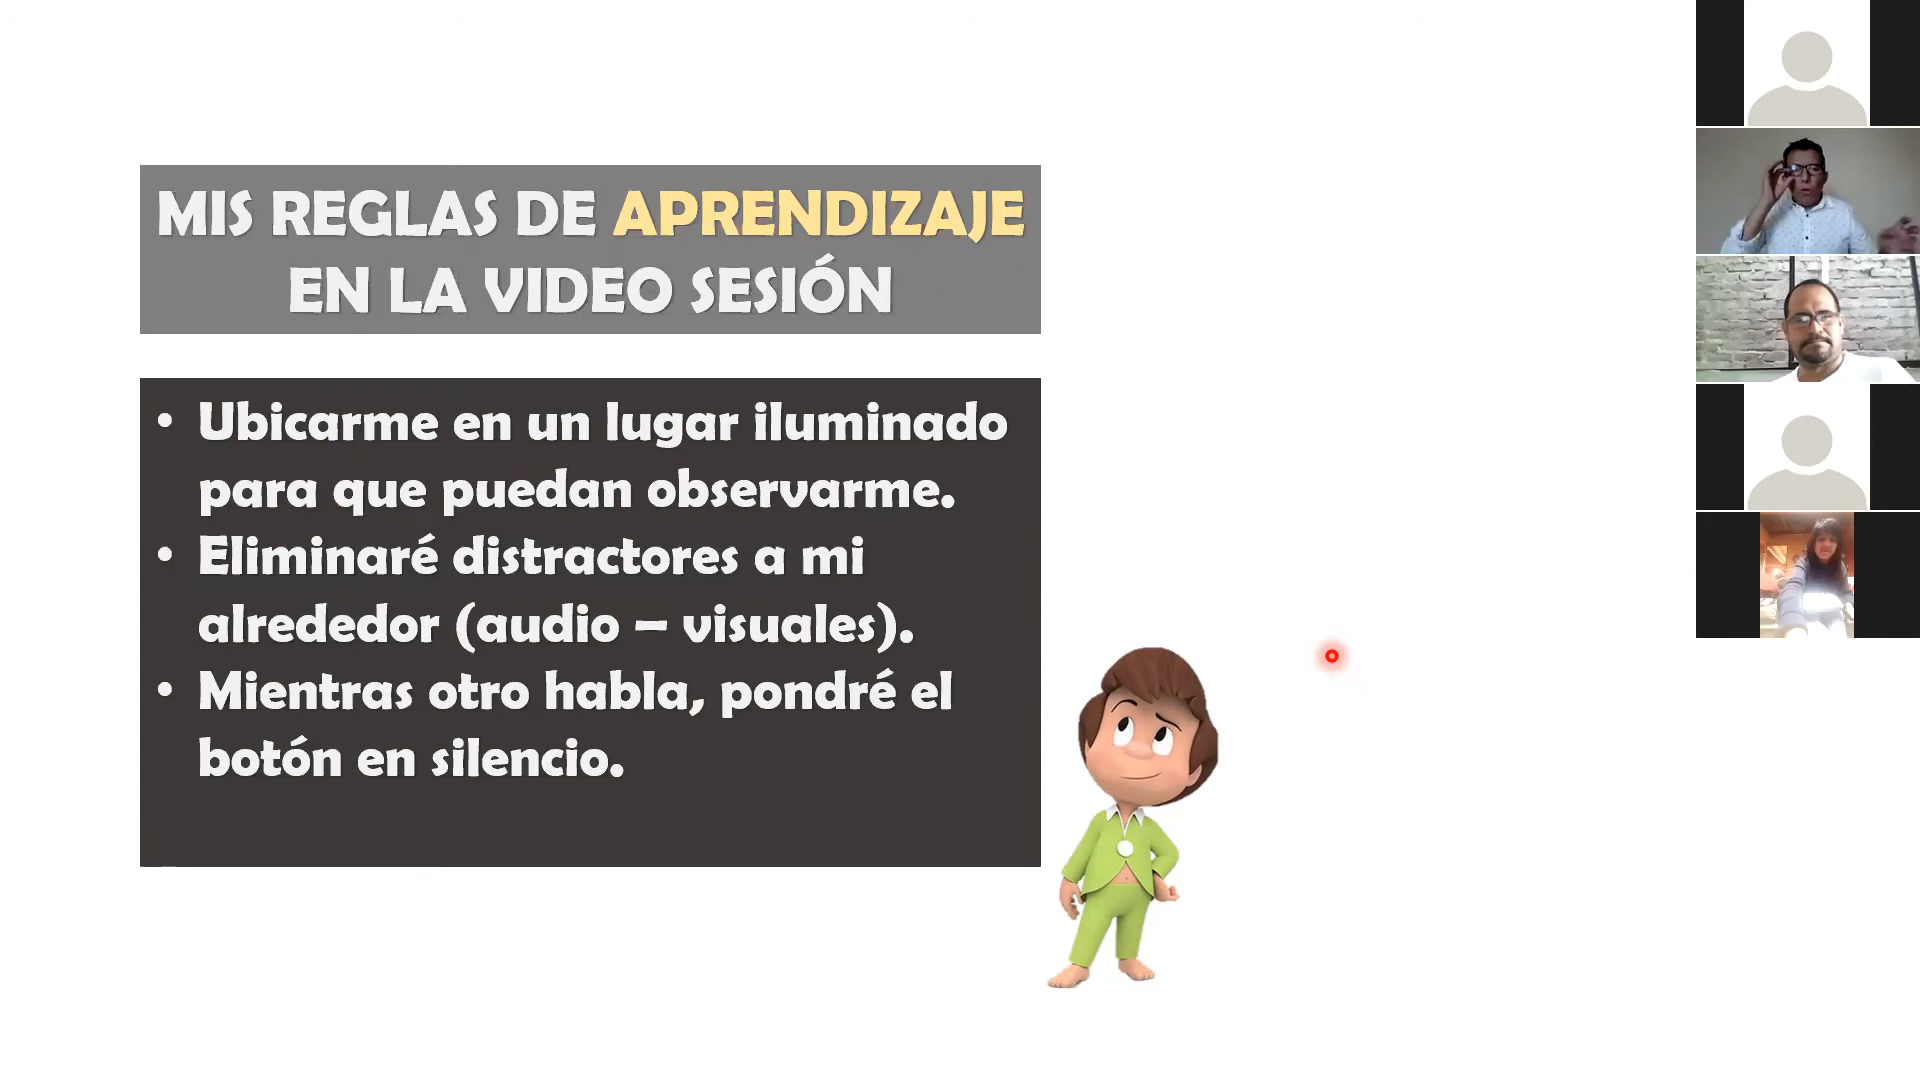 MIS REGLAS DE APRENDIZAJE
EN LA VIDEO SESIÓN
• Ubicarme en un lugar iluminado
para que puedan observarme.
• Eliminaré distractores a mi
alrededor (audio – visuales).
• Mientras otro habla, pondré el
botón en silencio.